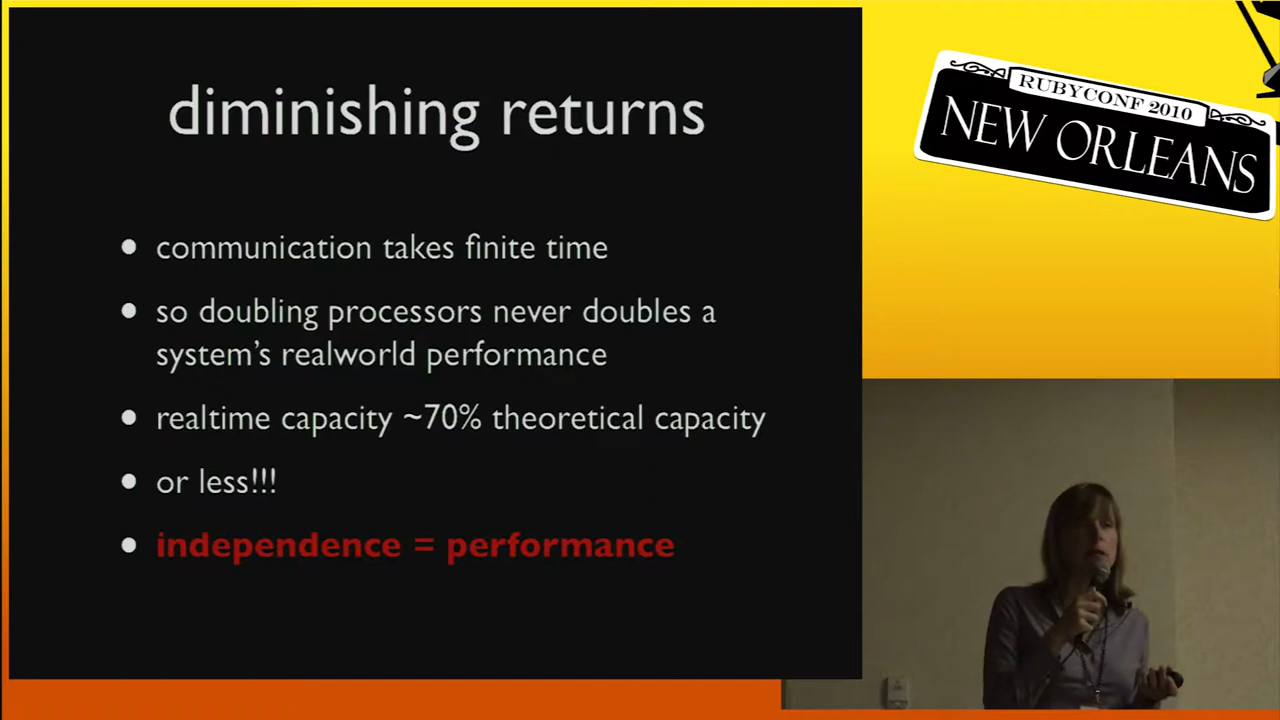 diminishing returns
communication takes finite time
so doubling processors never doubles a
system's realworld performance
realtime capacity ~70% theoretical capacity
or less!!!
independence = performance
RUBYCONF 2010
NEW ORLEANS